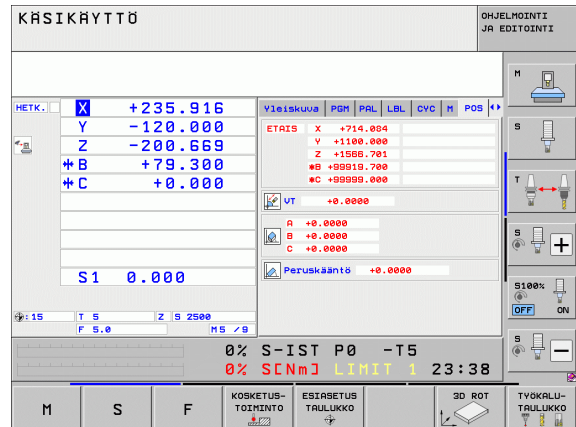 KÄSIKÄYTTÖ
OHJELMOINTI
JA EDITOINTI
HETK. X +235.916
Y -120.000
Z -200.669
B +79.300
C +0.000
S1 0.000
:15 T 5 Z S 2500
F 5.0 M5 /9
Yleiskuva PGM PAL LBL CYC M POS
ETAIS X +714.084
Y +1100.000
Z +1566.701
*B +99919.700
*C +99999.000
VT +0.0000
A +0.0000
B +0.0000
C +0.0000
Peruskääntö +0.0000
0% S-IST P0 -T5
0% S[Nm] LIMIT 1 23:38
M
S
T
S
S100%
OFF ON
S
M
S
F
KOSKETUS-
TOIMINTO
ESIASETUS
TAULUKKO
3D ROT
TYÖKALU-
TAULUKKO